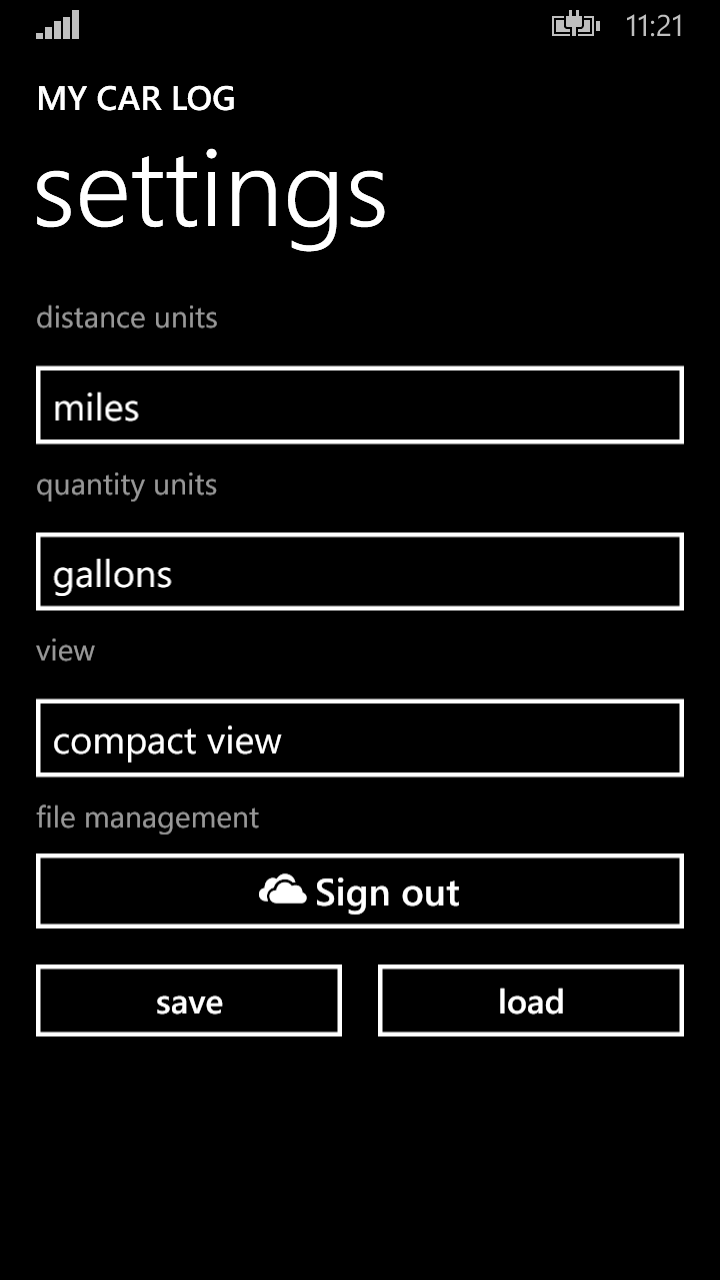 11:21
MY CAR LOG
settings
distance units
miles
quantity units
gallons
view
compact view
file management
Sign out
save
load